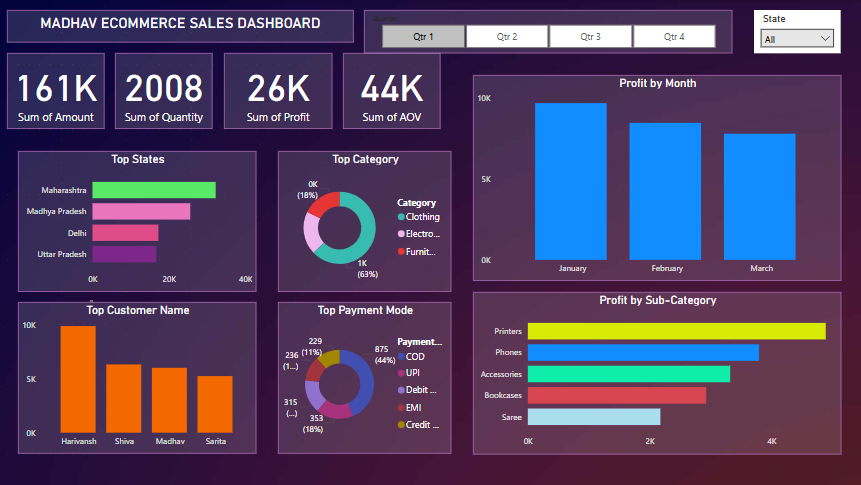 MADHAV ECOMMERCE SALES DASHBOARD
Qtr 1
Qtr 2
Qtr 3
Qtr 4
State
All
161K
Sum of Amount
2008
Sum of Quantity
26K
Sum of Profit
44K
Sum of AOV
Top States
Maharashtra
Madhya Pradesh
Delhi
Uttar Pradesh
0K 20K 40K
Top Category
0K
(18%)
1K
(63%)
Category
Clothing
Electro...
Furnit...
Profit by Month
10K
5K
0K
January February March
Top Customer Name
10K
5K
0K
Harivansh Shiva Madhav Sarita
Top Payment Mode
229
(11%)
236
(1...)
315
(...)
353
(18%)
875
(44%)
Payment...
COD
UPI
Debit ...
EMI
Credit ...
Profit by Sub-Category
Printers
Phones
Accessories
Bookcases
Saree
0K 2K 4K